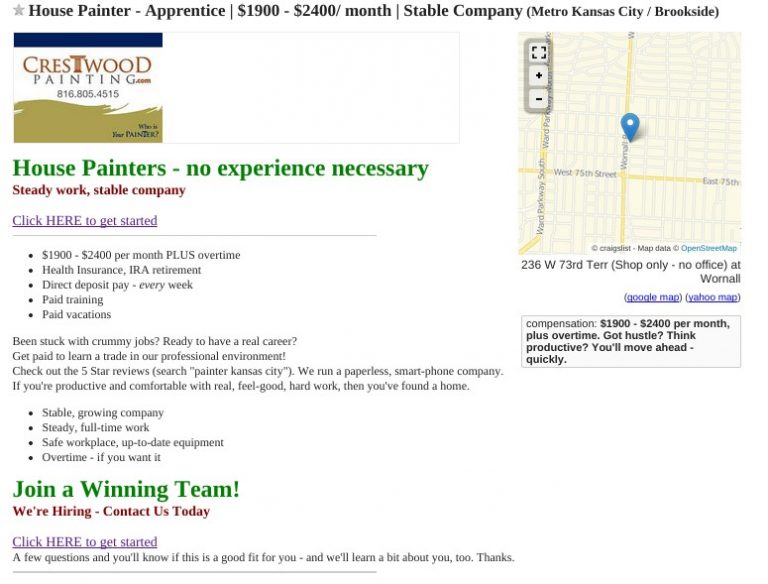 House Painter - Apprentice | $1900 - $2400/ month | Stable Company (Metro Kansas City / Brookside)
CRESTWOOD
PAINTING.com
816.805.4515
Who is
Your PAINTER?
House Painters - no experience necessary
Steady work, stable company
Click HERE to get started
$1900 - $2400 per month PLUS overtime
Health Insurance, IRA retirement
Direct deposit pay - every week
Paid training
Paid vacations
Been stuck with crummy jobs? Ready to have a real career?
Get paid to learn a trade in our professional environment!
Check out the 5 Star reviews (search "painter kansas city"). We run a paperless, smart-phone company.
If you're productive and comfortable with real, feel-good, hard work, then you've found a home.
Stable, growing company
Steady, full-time work
Safe workplace, up-to-date equipment
Overtime - if you want it
Join a Winning Team!
We're Hiring - Contact Us Today
Click HERE to get started
A few questions and you'll know if this is a good fit for you - and we'll learn a bit about you, too. Thanks.
+
−
Ward Parkway South
West 75th Street
East 75th
© craigslist - Map data © OpenStreetMap
236 W 73rd Terr (Shop only - no office) at
Wornall
(google map) (yahoo map)
compensation: $1900 - $2400 per month,
plus overtime. Got hustle? Think
productive? You'll move ahead -
quickly.